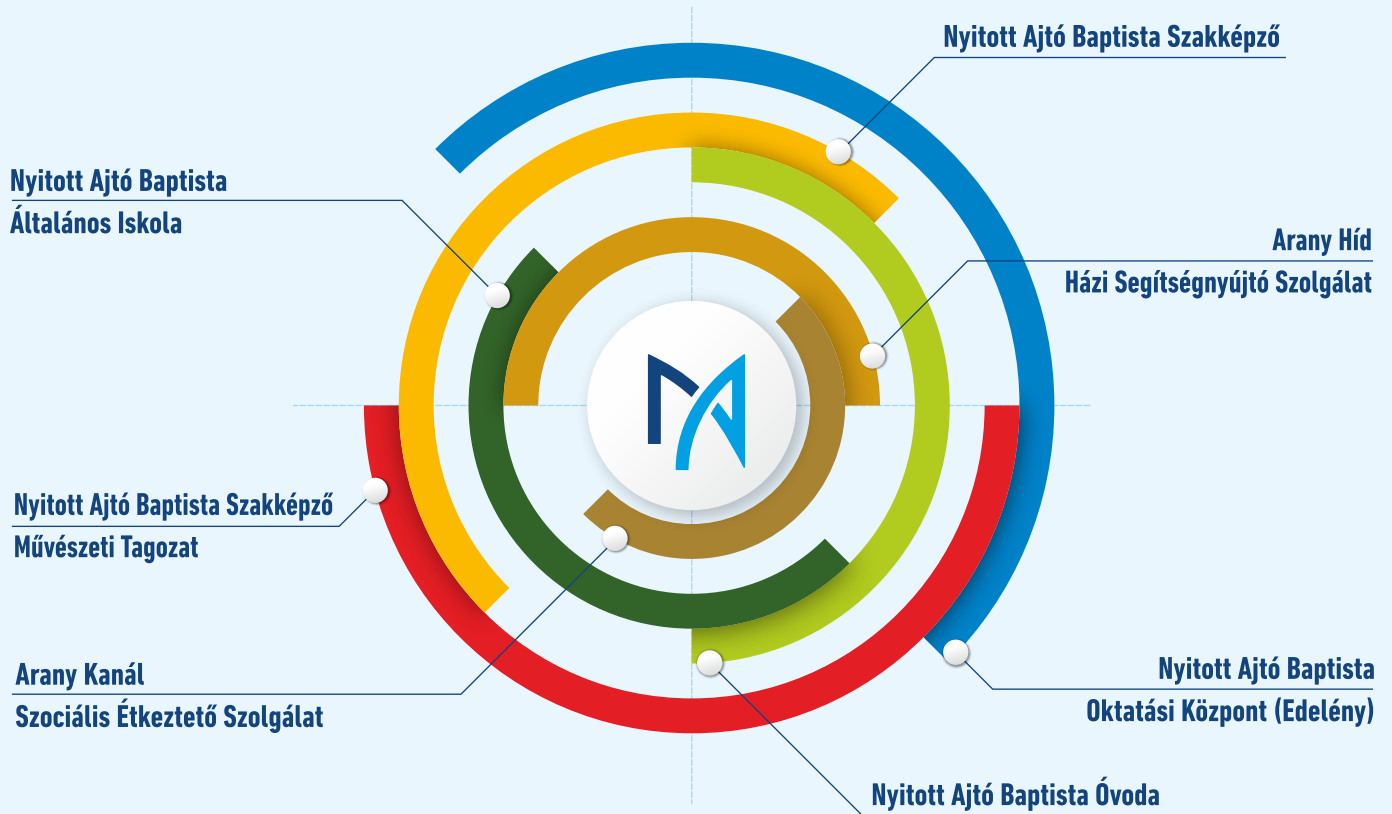 Nyitott Ajtó Baptista Szakképző
Nyitott Ajtó Baptista
Általános Iskola
Arany Híd
Házi Segítségnyújtó Szolgálat
Nyitott Ajtó Baptista Szakképző
Művészeti Tagozat
Arany Kanál
Szociális Étkeztető Szolgálat
Nyitott Ajtó Baptista
Oktatási Központ (Edelény)
Nyitott Ajtó Baptista Óvoda